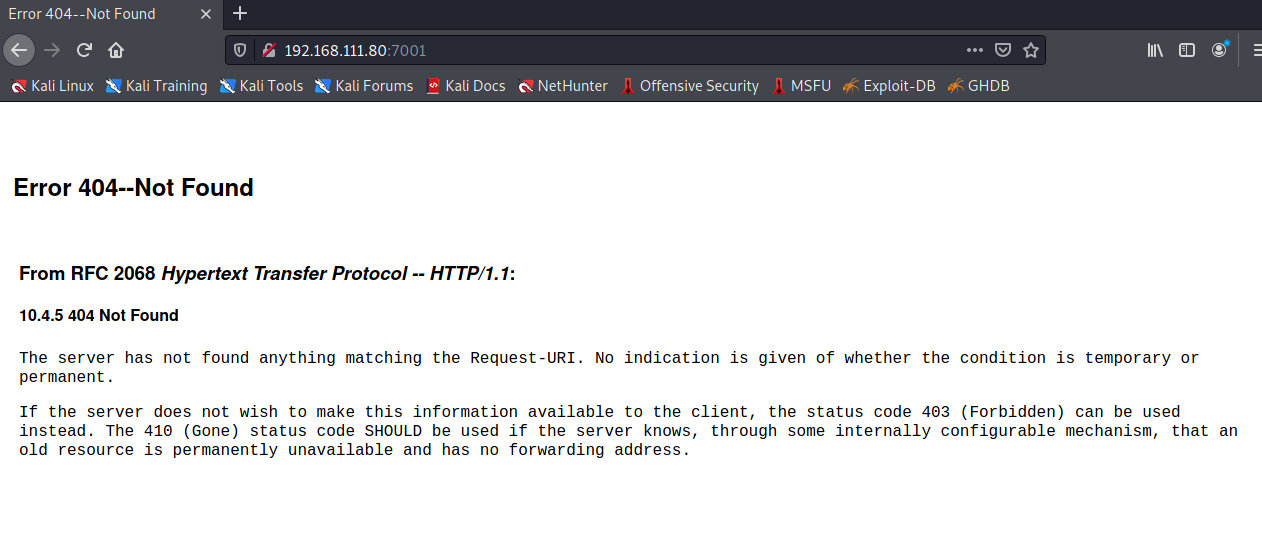 Error 404--Not Found
192.168.111.80:7001
Kali Linux Kali Training Kali Tools Kali Forums Kali Docs NetHunter Offensive Security MSFU Exploit-DB GHDB
Error 404--Not Found
From RFC 2068 Hypertext Transfer Protocol -- HTTP/1.1:
10.4.5 404 Not Found
The server has not found anything matching the Request-URI. No indication is given of whether the condition is temporary or
permanent.
If the server does not wish to make this information available to the client, the status code 403 (Forbidden) can be used
instead. The 410 (Gone) status code SHOULD be used if the server knows, through some internally configurable mechanism, that an
old resource is permanently unavailable and has no forwarding address.